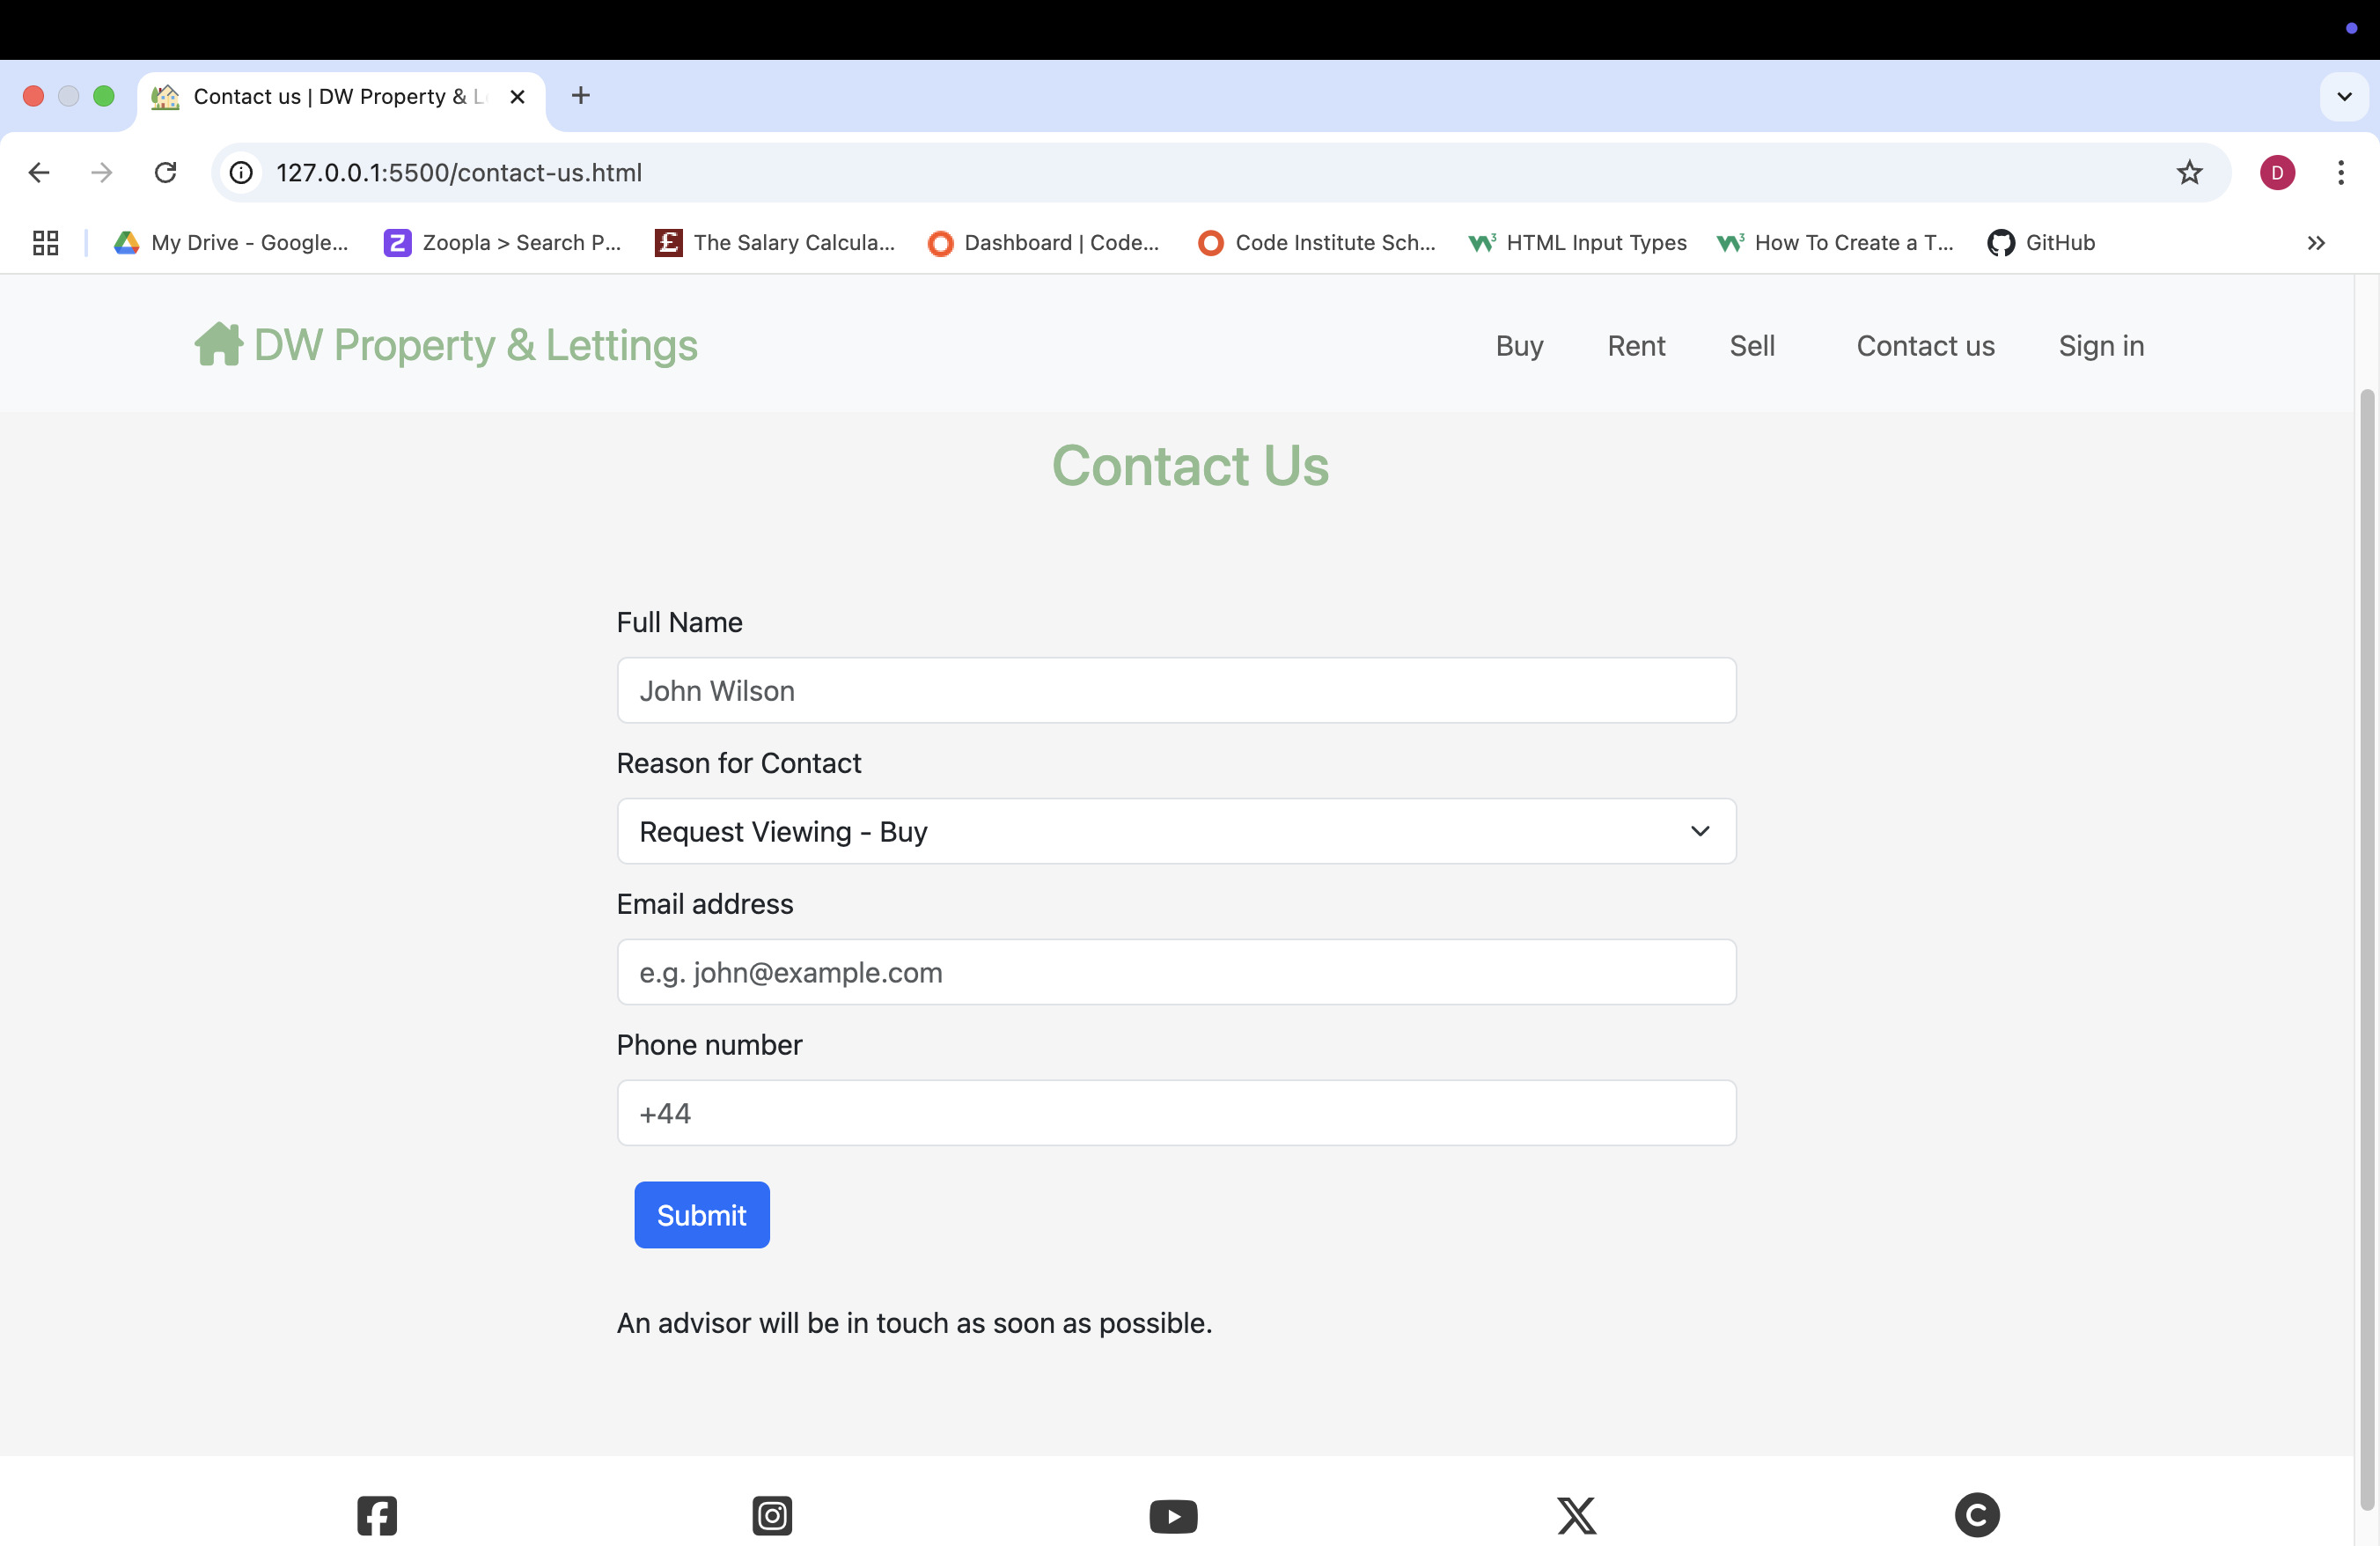 Contact us | DW Property & L
127.0.0.1:5500/contact-us.html
D
My Drive - Google... Zoopla > Search P... The Salary Calcula... Dashboard | Code... Code Institute Sch... HTML Input Types How To Create a T... GitHub
DW Property & Lettings Buy Rent Sell Contact us Sign in
Contact Us
Full Name
John Wilson
Reason for Contact
Request Viewing - Buy
Email address
e.g. john@example.com
Phone number
+44
Submit
An advisor will be in touch as soon as possible.